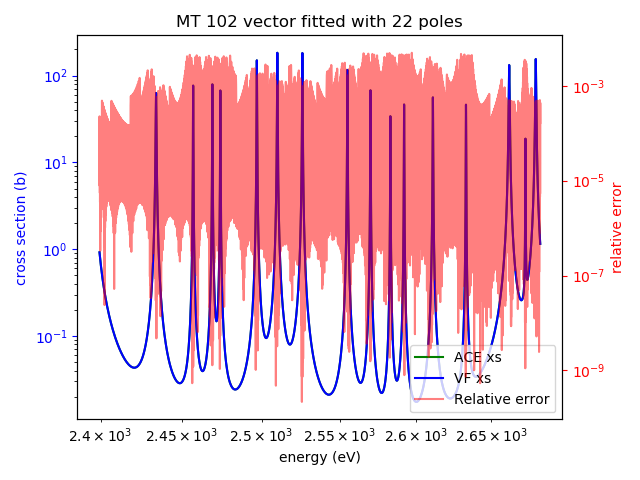 MT 102 vector fitted with 22 poles
cross section (b)
10²
10¹
10⁰
10⁻¹
10⁻³
10⁻⁵
10⁻⁷
10⁻⁹
relative error
ACE xs
VF xs
Relative error
2.4 × 10³ 2.45 × 10³ 2.5 × 10³ 2.55 × 10³ 2.6 × 10³ 2.65 × 10³
energy (eV)